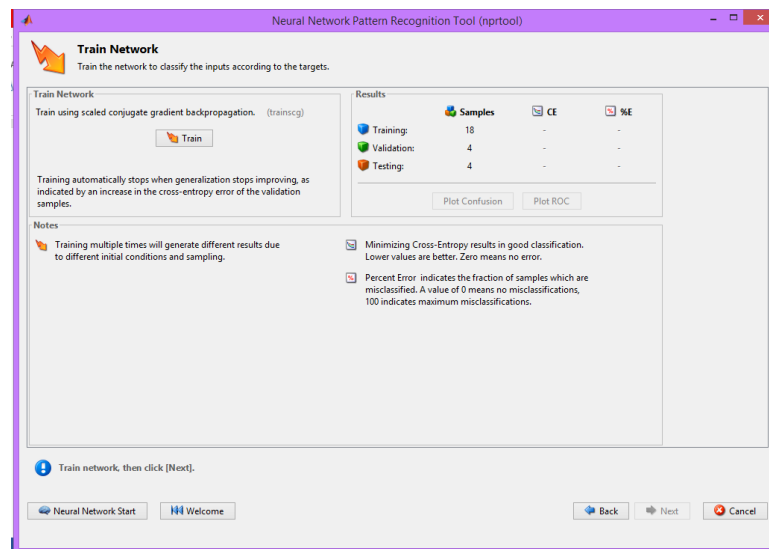 Neural Network Pattern Recognition Tool (nprtool)
Train Network
Train the network to classify the inputs according to the targets.
Train Network
Train using scaled conjugate gradient backpropagation. (trainscg)
Train
Training automatically stops when generalization stops improving, as
indicated by an increase in the cross-entropy error of the validation
samples.
Results
Samples CE %E
Training: 18 - -
Validation: 4 - -
Testing: 4 - -
Plot Confusion Plot ROC
Notes
Training multiple times will generate different results due
to different initial conditions and sampling.
Minimizing Cross-Entropy results in good classification.
Lower values are better. Zero means no error.
Percent Error indicates the fraction of samples which are
misclassified. A value of 0 means no misclassifications,
100 indicates maximum misclassifications.
Train network, then click [Next].
Neural Network Start Welcome Back Next Cancel